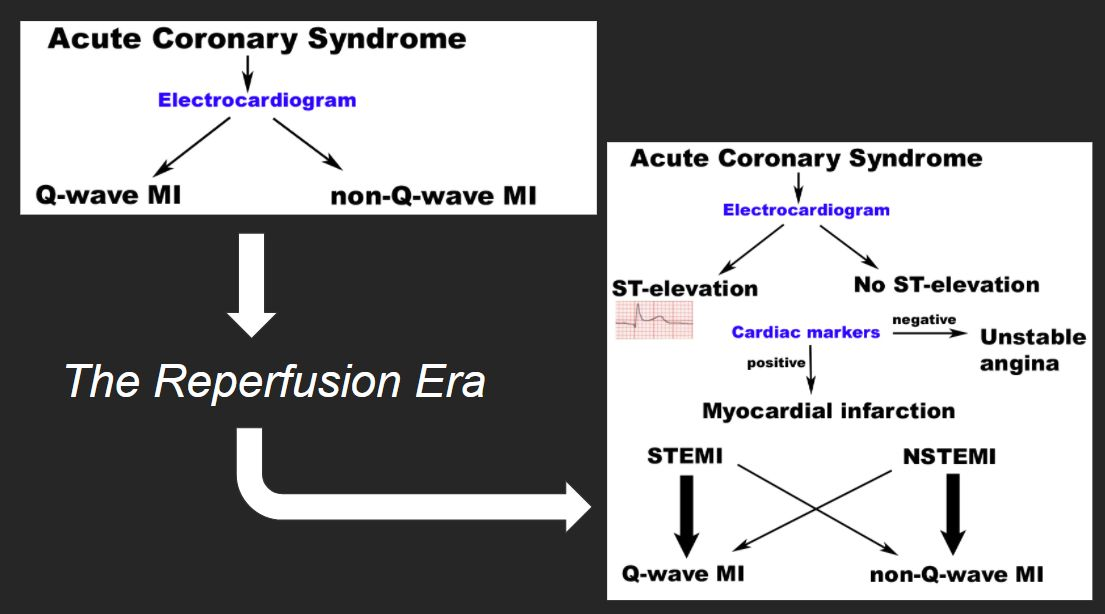 Acute Coronary Syndrome
Electrocardiogram
Q-wave MI
non-Q-wave MI
The Reperfusion Era
Acute Coronary Syndrome
Electrocardiogram
ST-elevation
No ST-elevation
Cardiac markers
negative
Unstable
angina
positive
Myocardial infarction
STEMI
NSTEMI
Q-wave MI
non-Q-wave MI